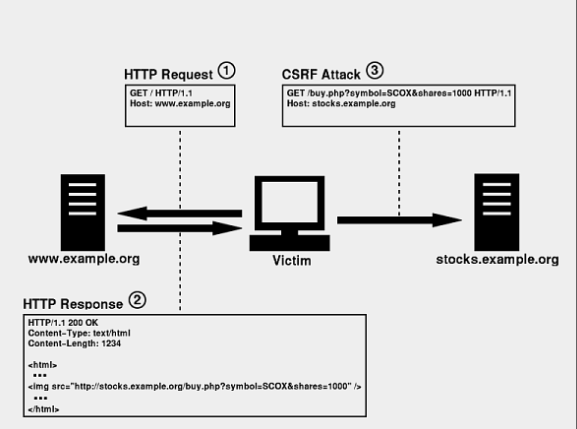 HTTP Request 1
GET / HTTP/1.1
Host: www.example.org
CSRF Attack 3
GET /buy.php?symbol=SCOX&shares=1000 HTTP/1.1
Host: stocks.example.org
www.example.org
Victim
stocks.example.org
HTTP Response 2
HTTP/1.1 200 OK
Content-Type: text/html
Content-Length: 1234
<html>
...
<img src="http://stocks.example.org/buy.php?symbol=SCOX&shares=1000" />
...
</html>